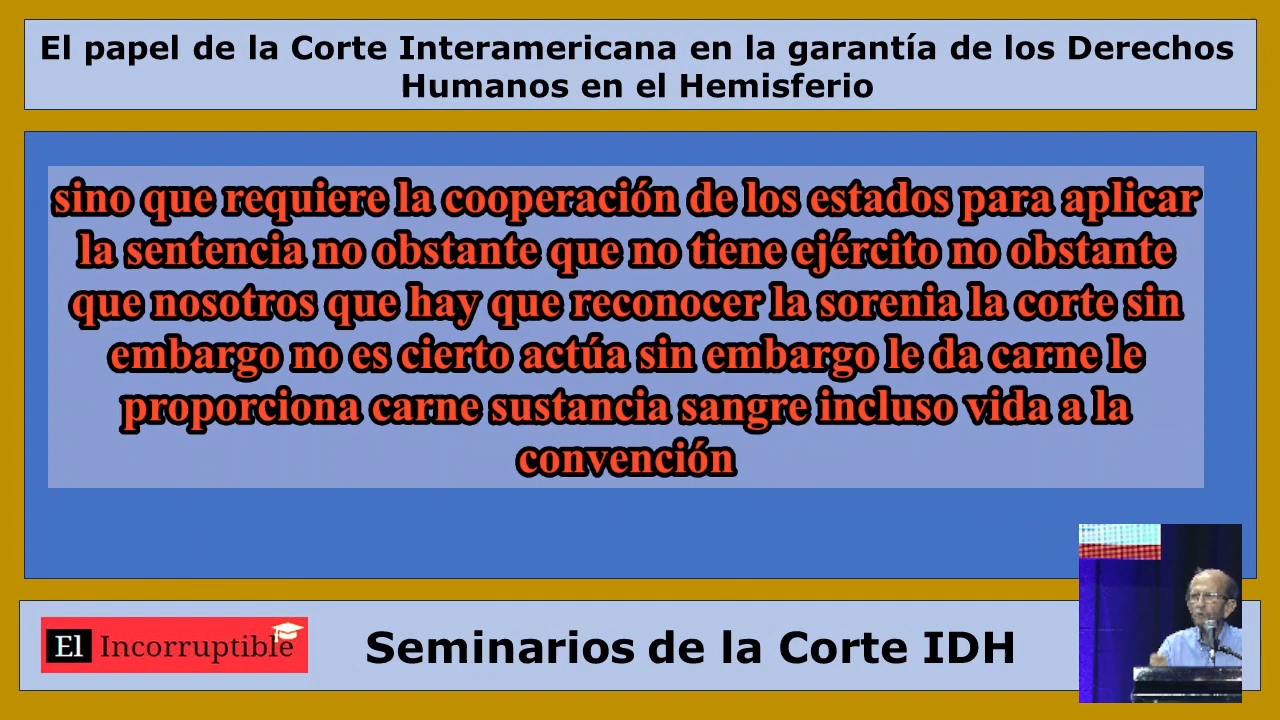 El papel de la Corte Interamericana en la garantía de los Derechos
Humanos en el Hemisferio
sino que requiere la cooperación de los estados para aplicar
la sentencia no obstante que no tiene ejército no obstante
que nosotros que hay que reconocer la sorenia la corte sin
embargo no es cierto actúa sin embargo le da carne le
proporciona carne sustancia sangre incluso vida a la
convención
El Incorruptible
Seminarios de la Corte IDH